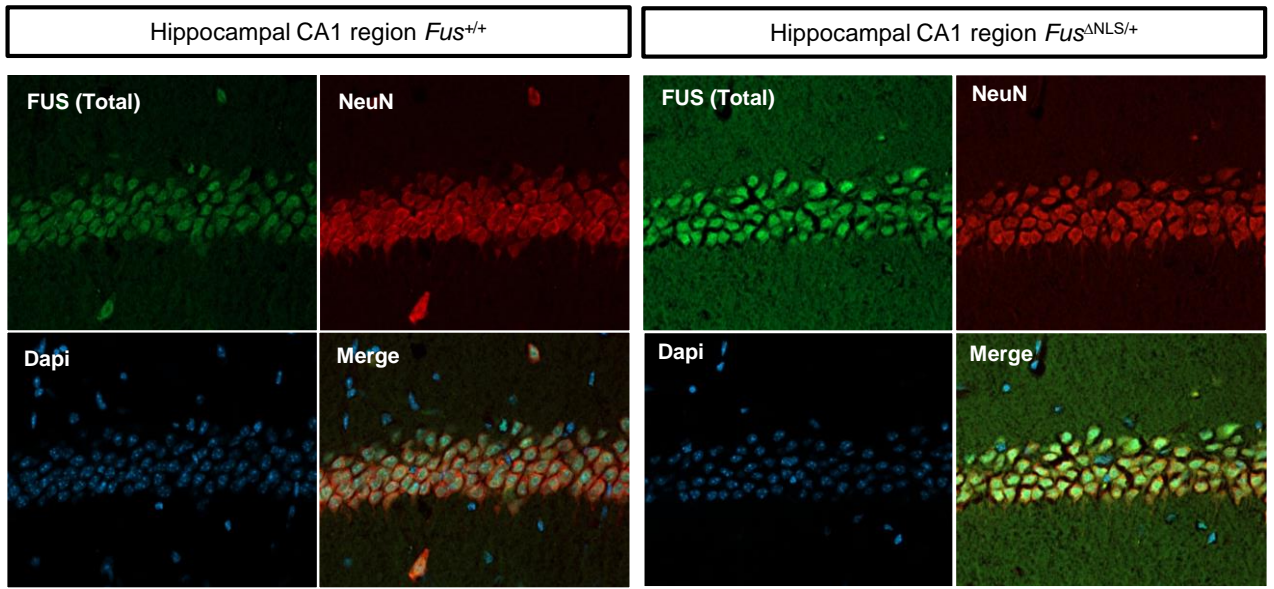 Hippocampal CA1 region Fus+/+
Hippocampal CA1 region FusΔNLS/+
FUS (Total)
NeuN
FUS (Total)
NeuN
Dapi
Merge
Dapi
Merge